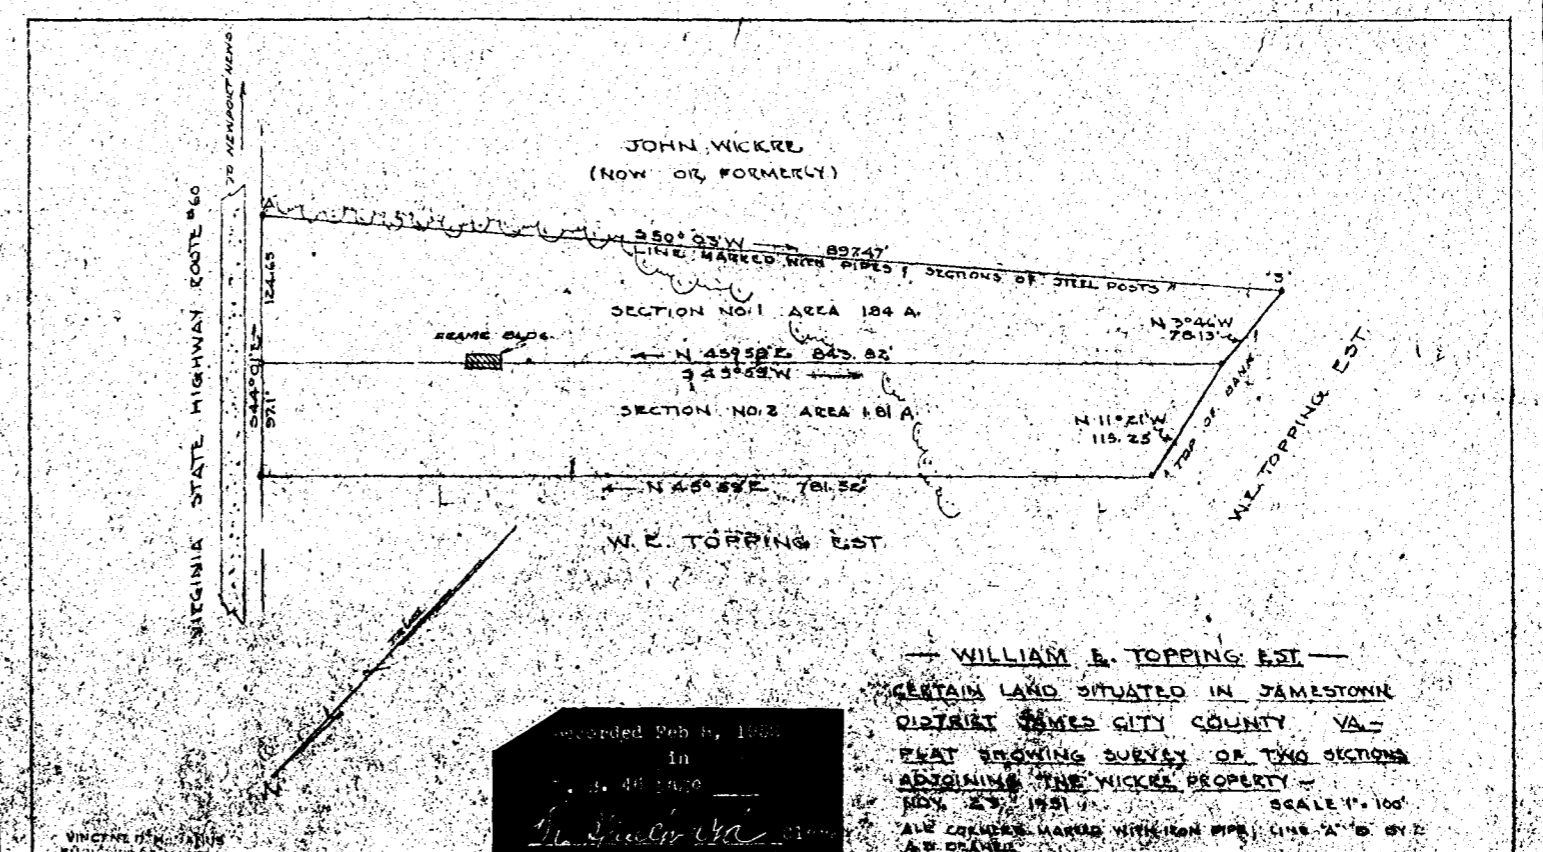 TO NEWPORT NEWS
VIRGINIA STATE HIGHWAY ROUTE #60
JOHN WICKRE
(NOW OR FORMERLY)
A
S 50° 03' W 897.47'
LINE MARKED WITH PIPES & SECTIONS OF STEEL POSTS
124.65
SECTION NO. 1 AREA 1.84 A.
N 3° 46' W
78.13'
FRAME BLDG.
N 45° 58' E 843.82'
S 45° 58' W
S 44° 01' E
97.1'
SECTION NO. 2 AREA 1.81 A.
N 11° 21' W
115.25'
TOP OF BANK
W.E. TOPPING EST
N 45° 58' E 781.52'
W. E. TOPPING EST.
TRUE
WILLIAM E. TOPPING EST.
CERTAIN LAND SITUATED IN JAMESTOWN
DISTRICT JAMES CITY COUNTY VA.
PLAT SHOWING SURVEY OF TWO SECTIONS
ADJOINING THE WICKRE PROPERTY
NOV. 1951 SCALE 1"= 100'
ALL CORNERS MARKED WITH IRON PIPE; LINE "A" BY
Recorded Feb
in